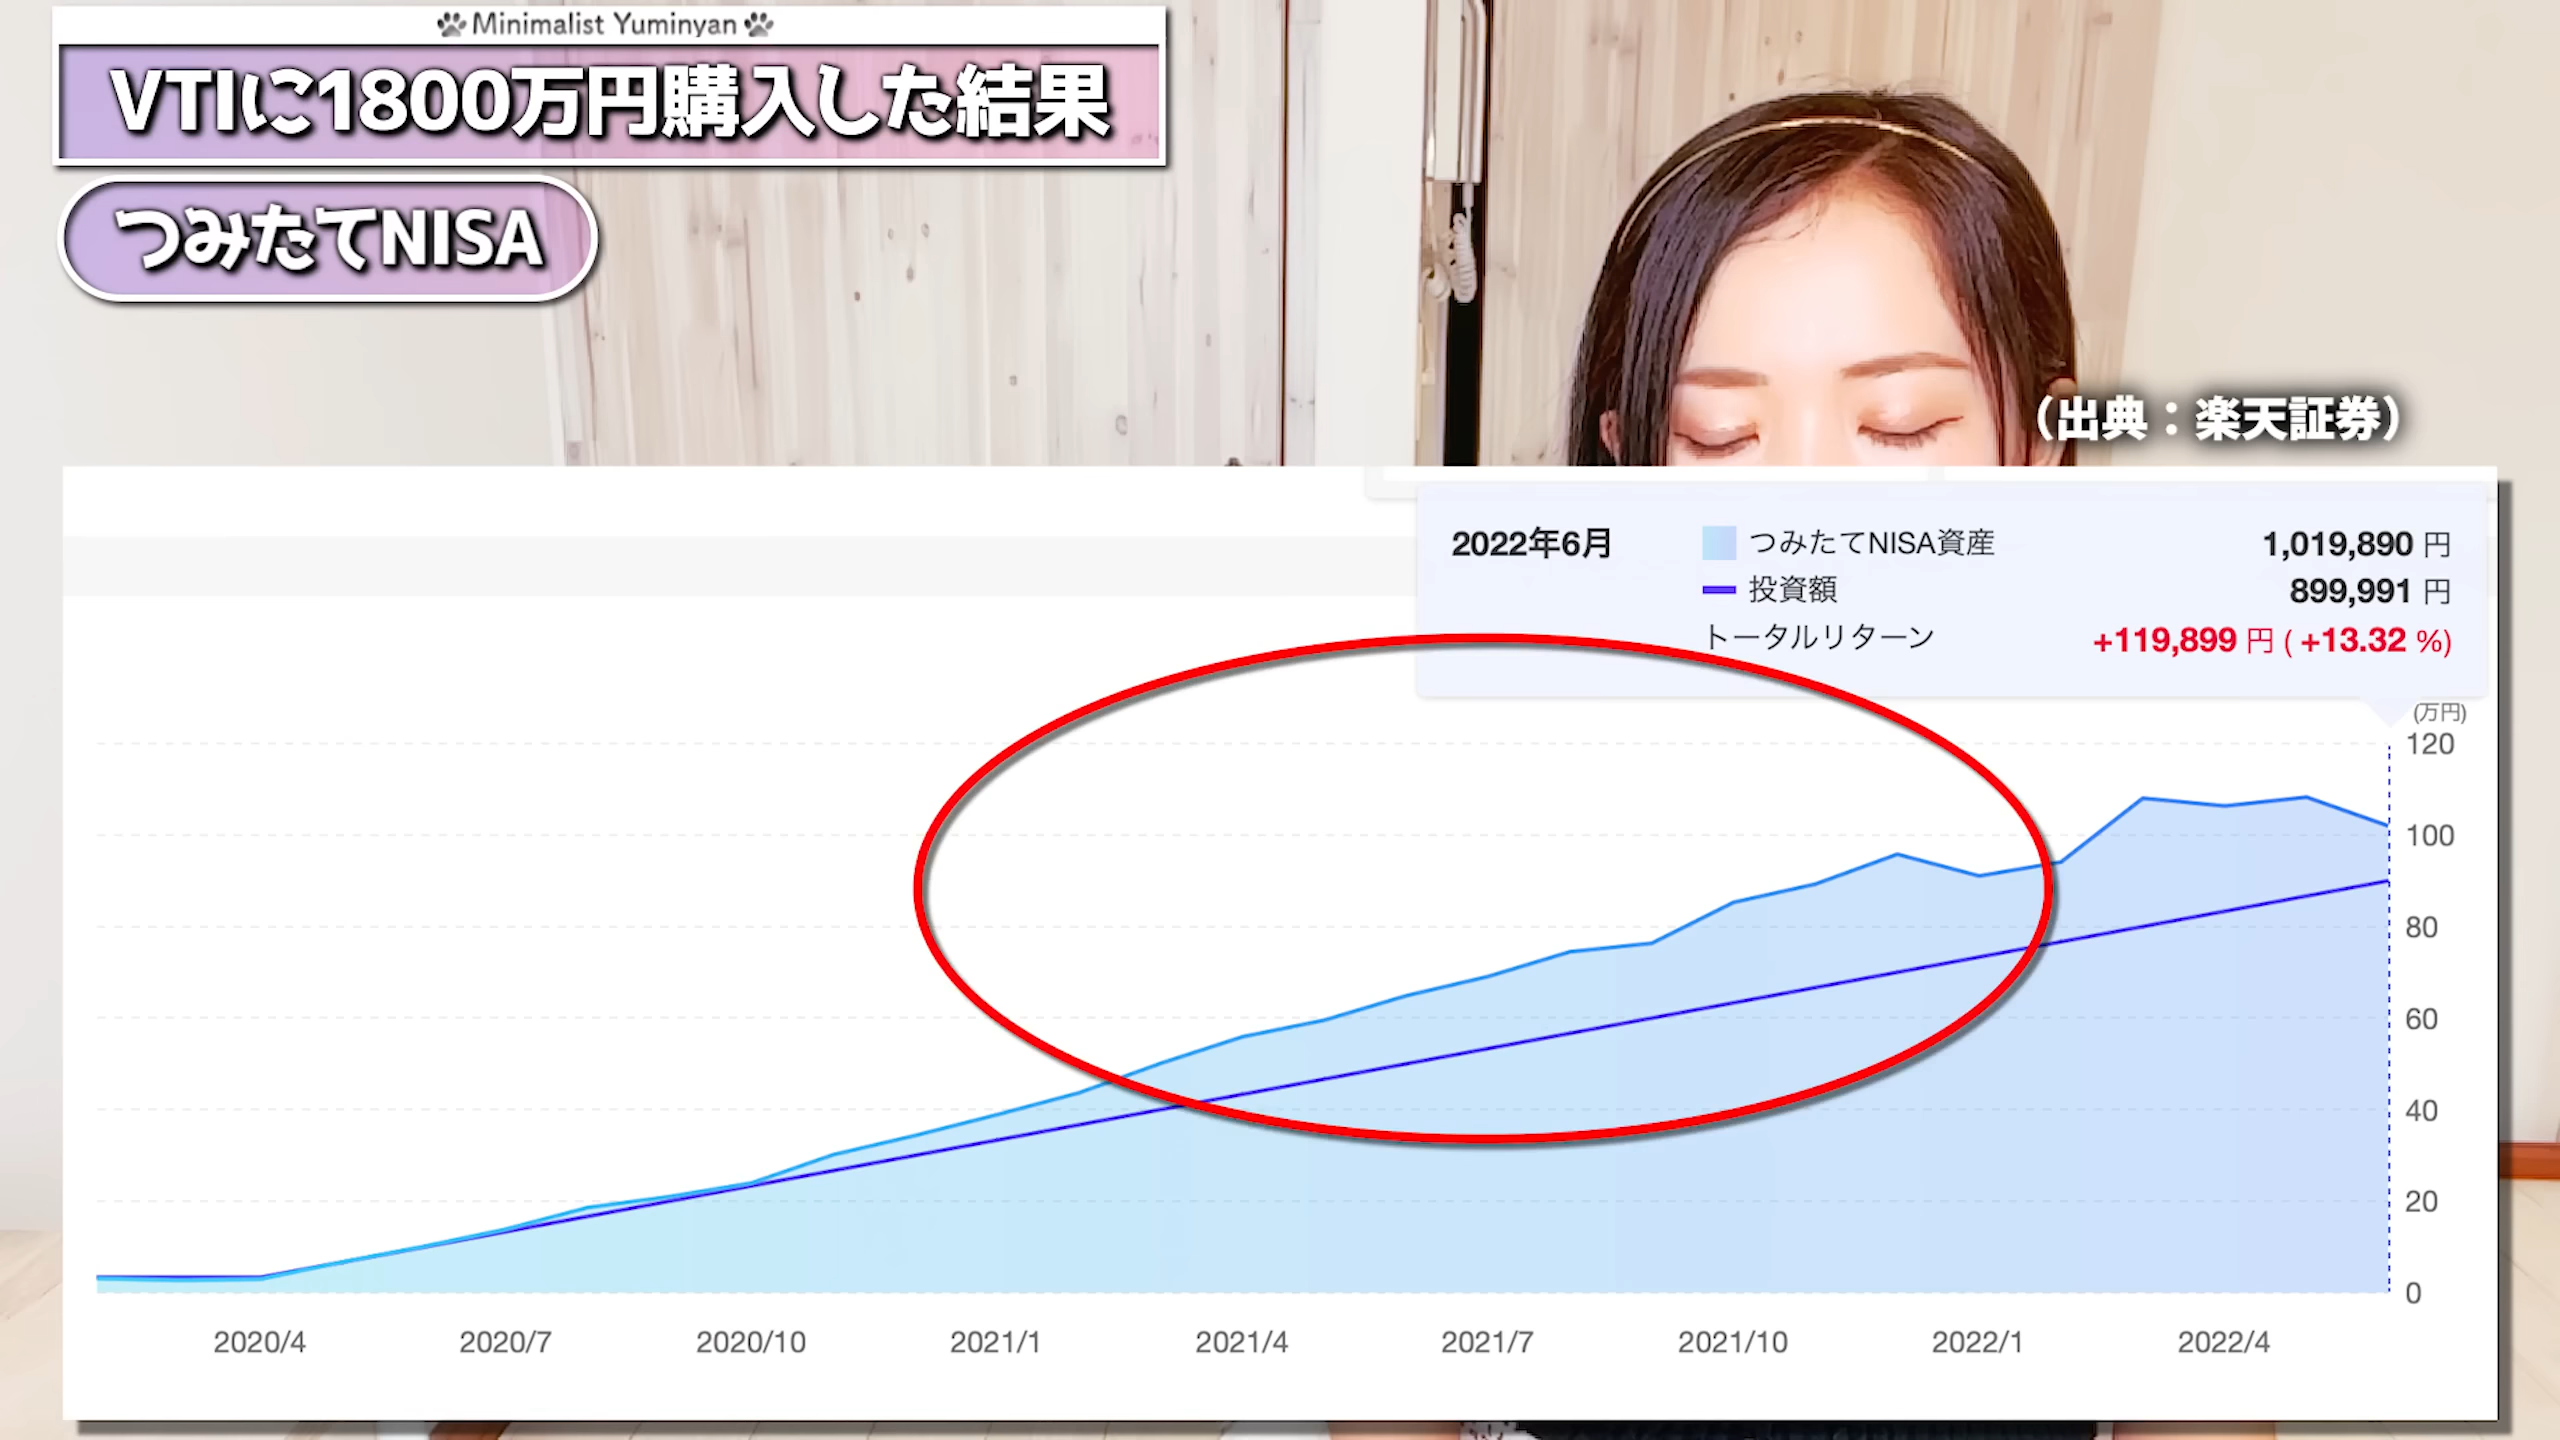 Minimalist Yuminyan
VTIに1800万円購入した結果
つみたてNISA
（出典：楽天証券）
2022年6月 つみたてNISA資産 1,019,890 円
投資額 899,991 円
トータルリターン +119,899 円 ( +13.32 %)
(万円)
120
100
80
60
40
20
0
2020/4 2020/7 2020/10 2021/1 2021/4 2021/7 2021/10 2022/1 2022/4